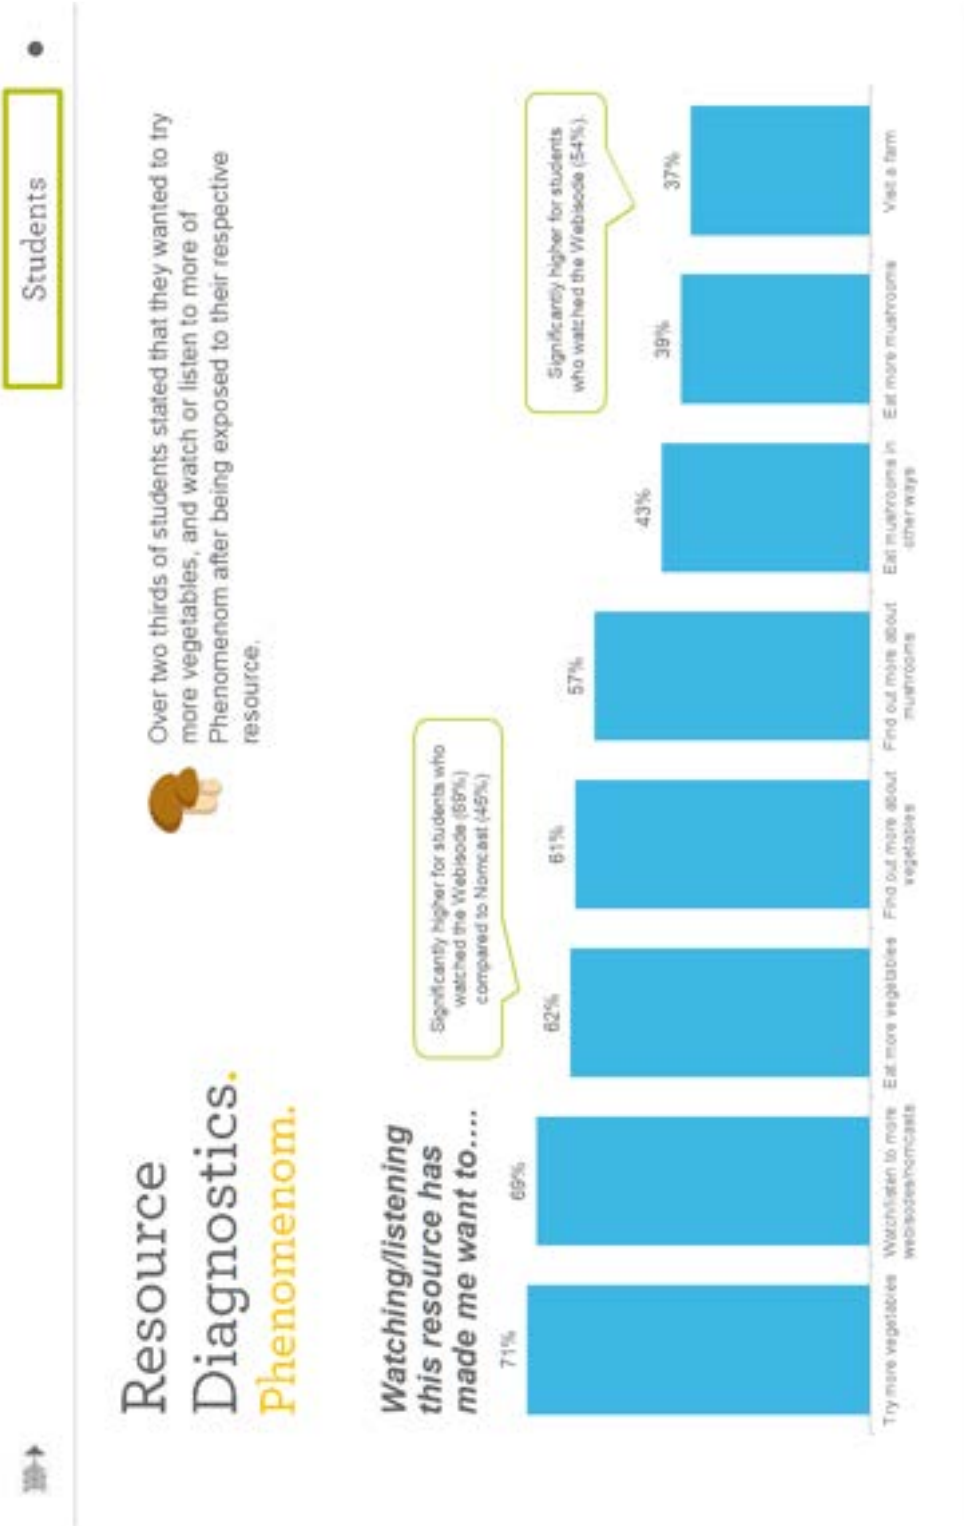 Students
Resource
Diagnostics.
Phenomenom.
Over two thirds of students stated that they wanted to try
more vegetables, and watch or listen to more of
Phenomenom after being exposed to their respective
resource.
Watching/listening
this resource has
made me want to....
Significantly higher for students who
watched the Webisode (69%)
compared to Nomcast (46%)
Significantly higher for students
who watched the Webisode (54%).
71%
69%
62%
61%
57%
43%
39%
37%
Try more vegetables
Watch/listen to more
webisodes/nomcasts
Eat more vegetables
Find out more about
vegetables
Find out more about
mushrooms
Eat mushrooms in
other ways
Eat more mushrooms
Visit a farm